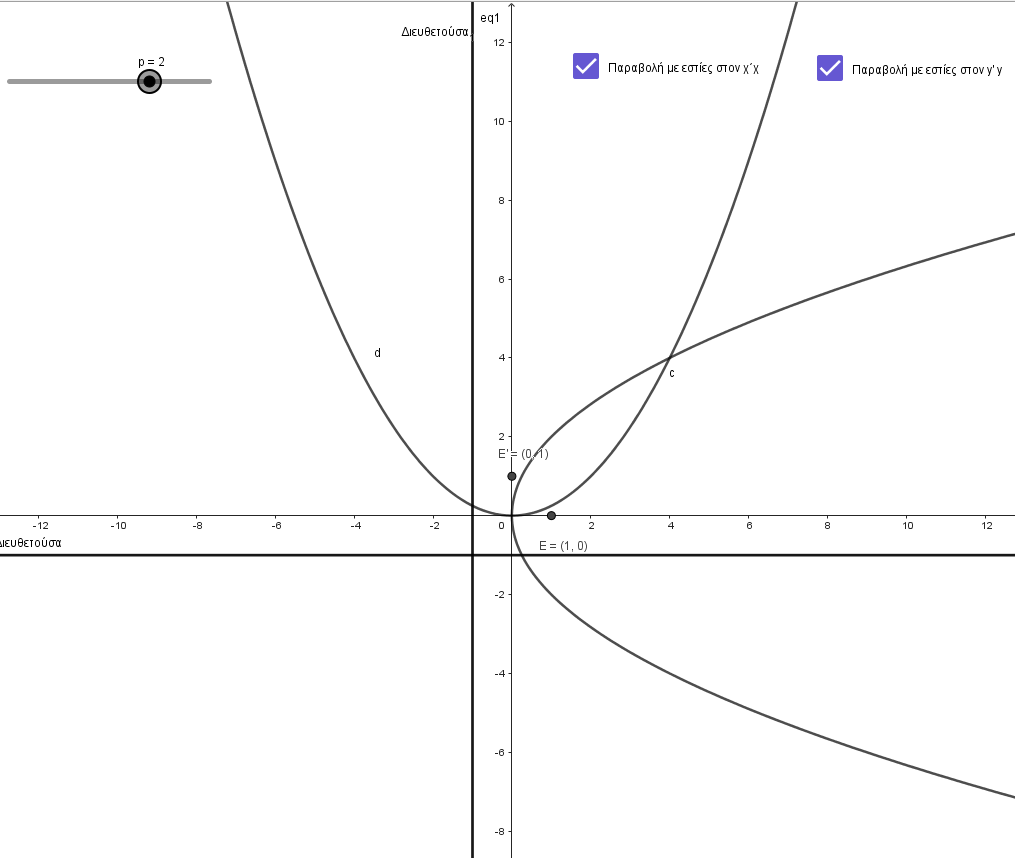 eq1
Διευθετούσα
12
p = 2
Παραβολή με εστίες στον χ΄χ
Παραβολή με εστίες στον y' y
10
8
6
d
4
c
2
E' = (0, 1)
-12 -10 -8 -6 -4 -2 0 2 4 6 8 10 12
Διευθετούσα
E = (1, 0)
-2
-4
-6
-8